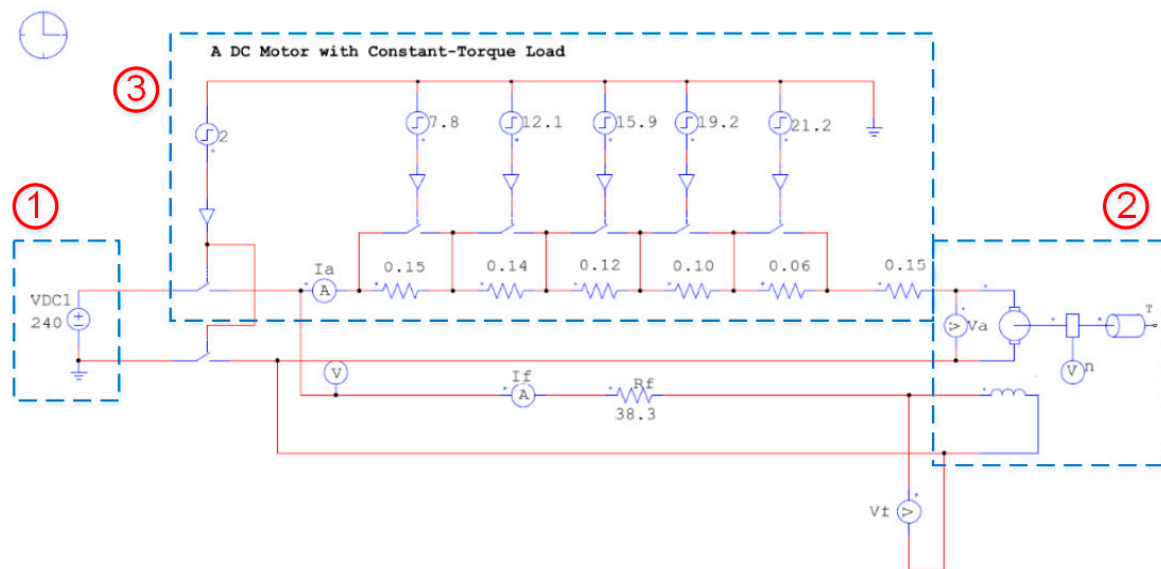 A DC Motor with Constant-Torque Load
3
2
7.8
12.1
15.9
19.2
21.2
1
2
VDC1
240
Ia
A
0.15
0.14
0.12
0.10
0.06
0.15
V
Va
T
V
n
V
If
A
Rf
38.3
Vf
V